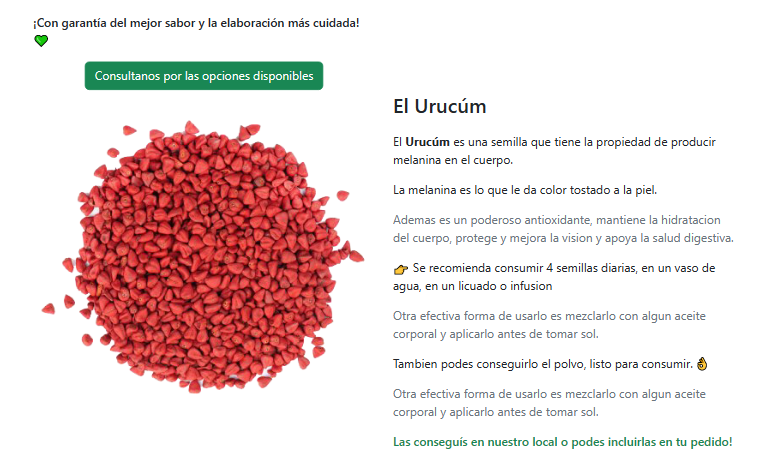 ¡Con garantía del mejor sabor y la elaboración más cuidada!
💚
Consultanos por las opciones disponibles
El Urucúm
El Urucúm es una semilla que tiene la propiedad de producir
melanina en el cuerpo.
La melanina es lo que le da color tostado a la piel.
Ademas es un poderoso antioxidante, mantiene la hidratacion
del cuerpo, protege y mejora la vision y apoya la salud digestiva.
👉 Se recomienda consumir 4 semillas diarias, en un vaso de
agua, en un licuado o infusion
Otra efectiva forma de usarlo es mezclarlo con algun aceite
corporal y aplicarlo antes de tomar sol.
Tambien podes conseguirlo el polvo, listo para consumir. 👌
Otra efectiva forma de usarlo es mezclarlo con algun aceite
corporal y aplicarlo antes de tomar sol.
Las conseguís en nuestro local o podes incluirlas en tu pedido!